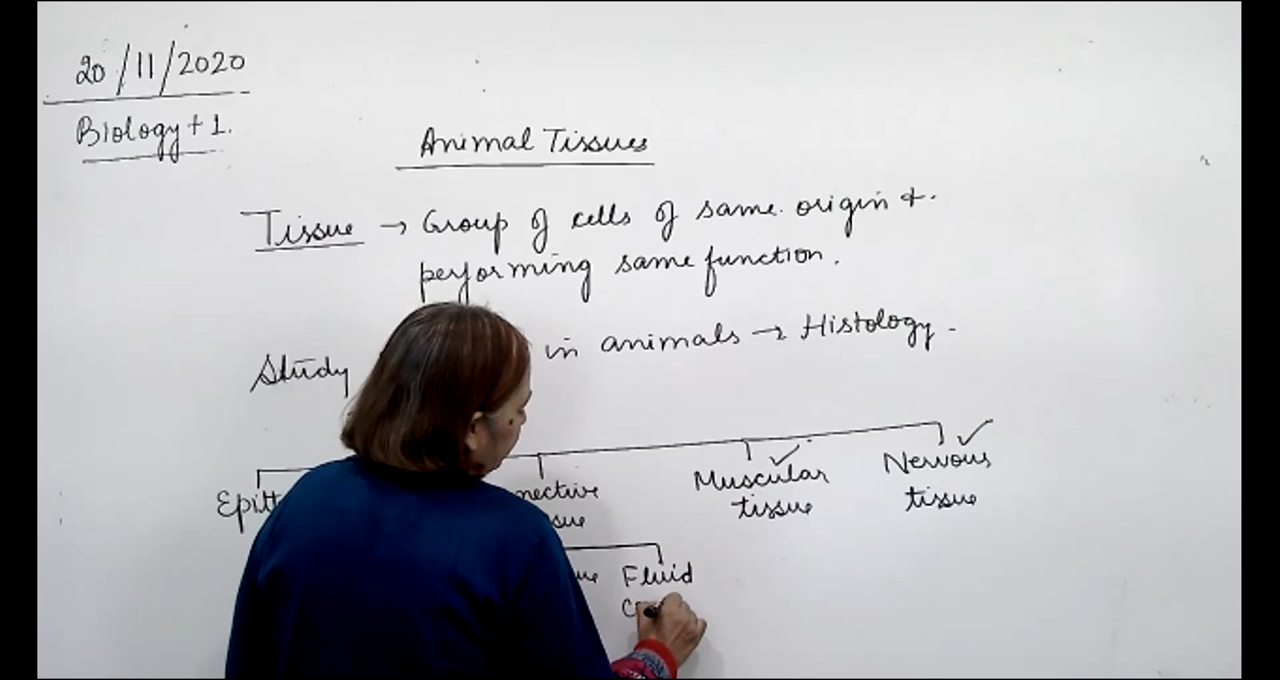 20/11/2020
Biology +1.
Animal Tissues
Tissue → Group of cells of same origin &
performing same function.
Study in animals → Histology.
Muscular Nervous
tissue tissue
Fluid